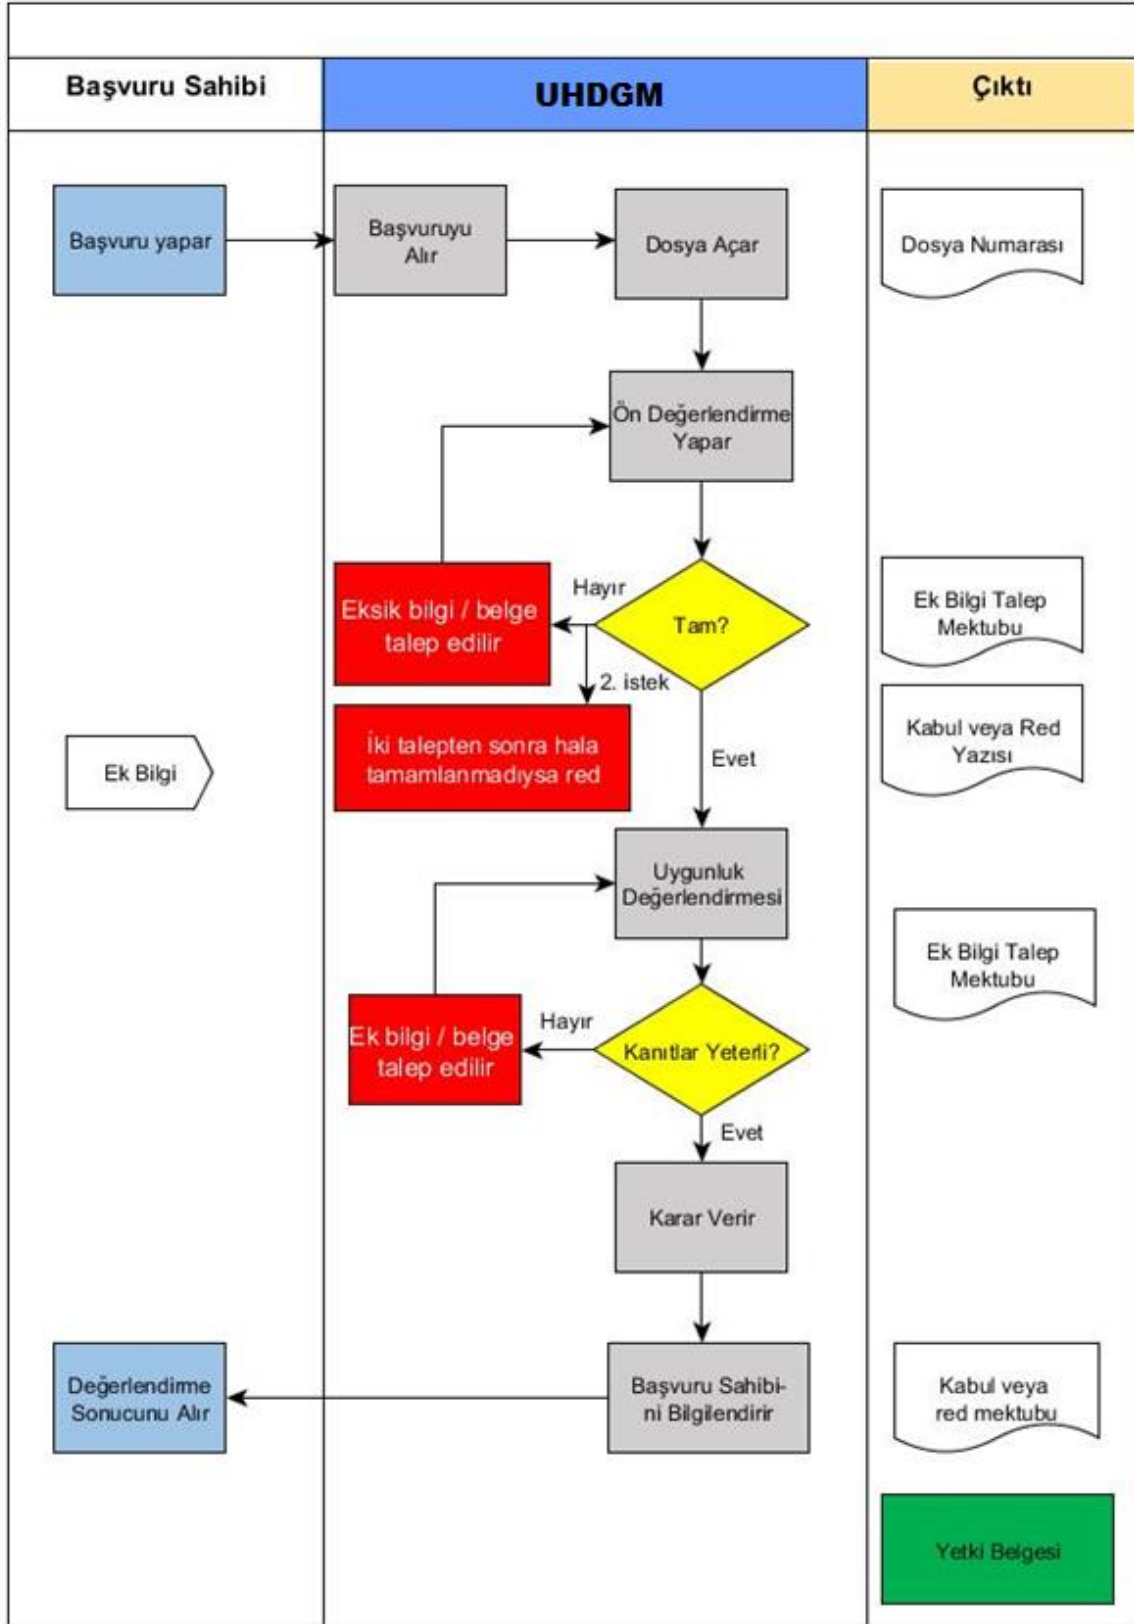 Başvuru Sahibi
UHDGM
Çıktı
Başvuru yapar
Başvuruyu
Alır
Dosya Açar
Dosya Numarası
Ön Değerlendirme
Yapar
Hayır
Eksik bilgi / belge
talep edilir
Tam?
Ek Bilgi Talep
Mektubu
2. istek
İki talepten sonra hala
tamamlanmadıysa red
Evet
Kabul veya Red
Yazısı
Ek Bilgi
Uygunluk
Değerlendirmesi
Ek Bilgi Talep
Mektubu
Hayır
Ek bilgi / belge
talep edilir
Kanıtlar Yeterli?
Evet
Karar Verir
Değerlendirme
Sonucunu Alır
Başvuru Sahibi-
ni Bilgilendirir
Kabul veya
red mektubu
Yetki Belgesi